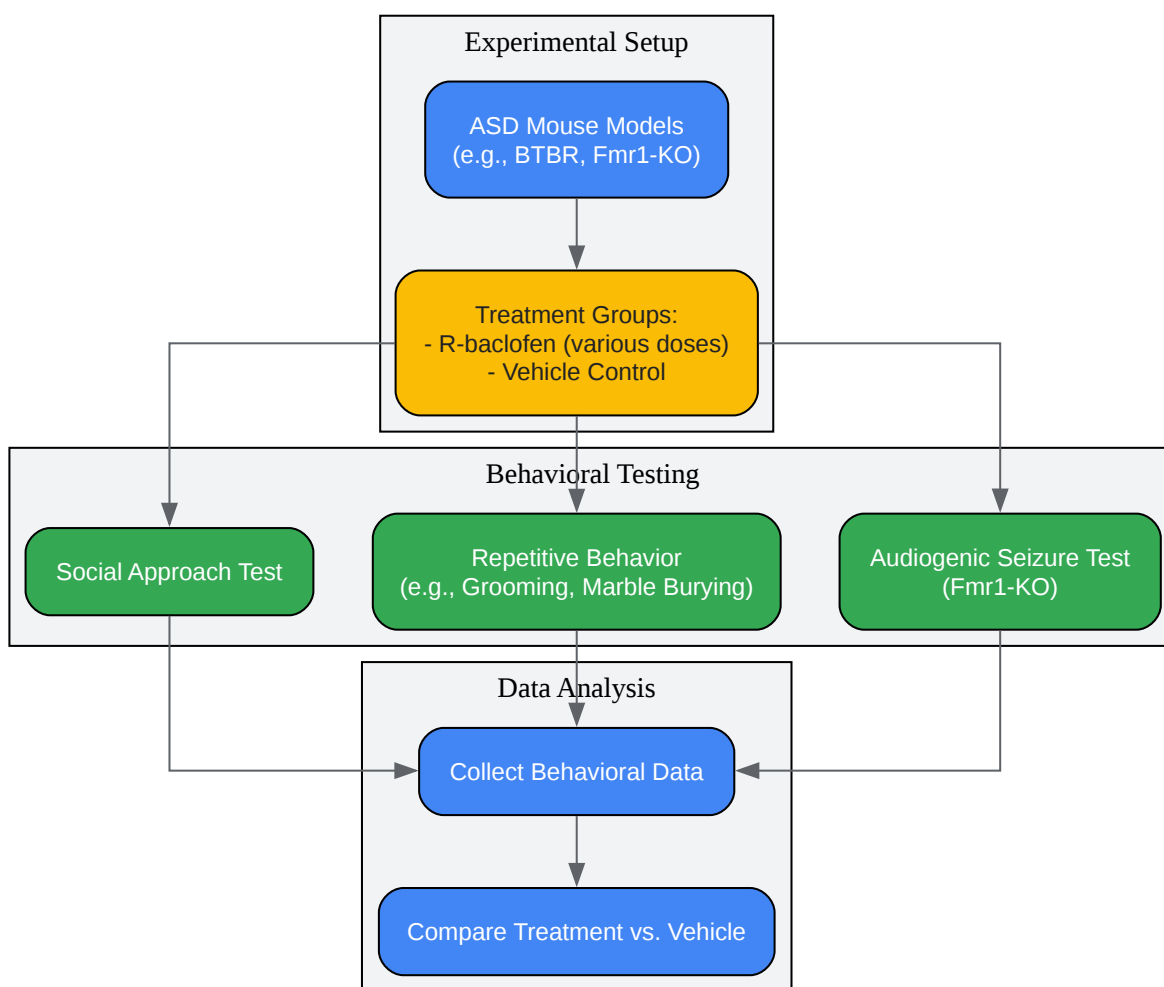 Experimental Setup
ASD Mouse Models
(e.g., BTBR, Fmr1-KO)
Treatment Groups:
- R-baclofen (various doses)
- Vehicle Control
Behavioral Testing
Social Approach Test
Repetitive Behavior
(e.g., Grooming, Marble Burying)
Audiogenic Seizure Test
(Fmr1-KO)
Data Analysis
Collect Behavioral Data
Compare Treatment vs. Vehicle